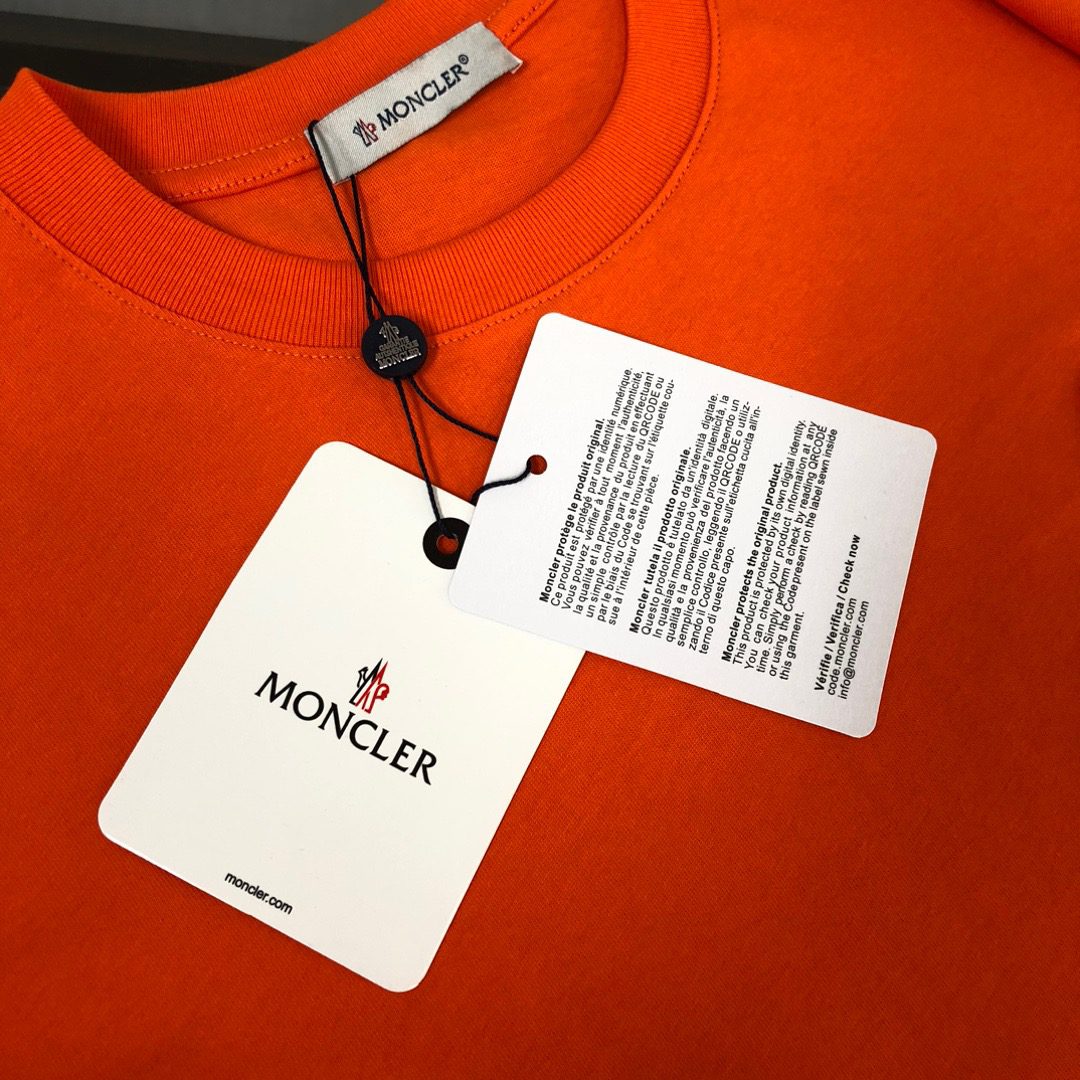 MONCLER®
GARANTIE
AUTHENTIQUE
MONCLER
MONCLER
moncler.com
Moncler protège le produit original.
Ce produit est protégé par une identité numérique.
Vous pouvez vérifier à tout moment l'authenticité,
la qualité et la provenance du produit en effectuant
un simple contrôle par la lecture du QRCODE ou
par le biais du Code se trouvant sur l'étiquette cou-
sue à l'intérieur de cette pièce.
Moncler tutela il prodotto originale.
Questo prodotto è tutelato da un'identità digitale.
In qualsiasi momento può verificare l'autenticità, la
qualità e la provenienza del prodotto facendo un
semplice controllo, leggendo il QRCODE o utiliz-
zando il Codice presente sull'etichetta cucita all'in-
terno di questo capo.
Moncler protects the original product.
This product is protected by its own digital identity.
You can check your product information at any
time. Simply perform a check by reading QRCODE
or using the Code present on the label sewn inside
this garment.
Vérifie / Verifica / Check now
code.moncler.com
info@moncler.com